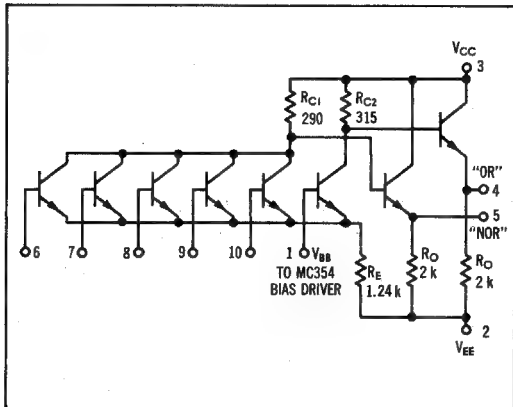 VCC
3
RC1
290
RC2
315
"OR"
4
5
"NOR"
6
7
8
9
10
1
VBB
TO MC354
BIAS DRIVER
RE
1.24 k
RO
2 k
RO
2 k
2
VEE